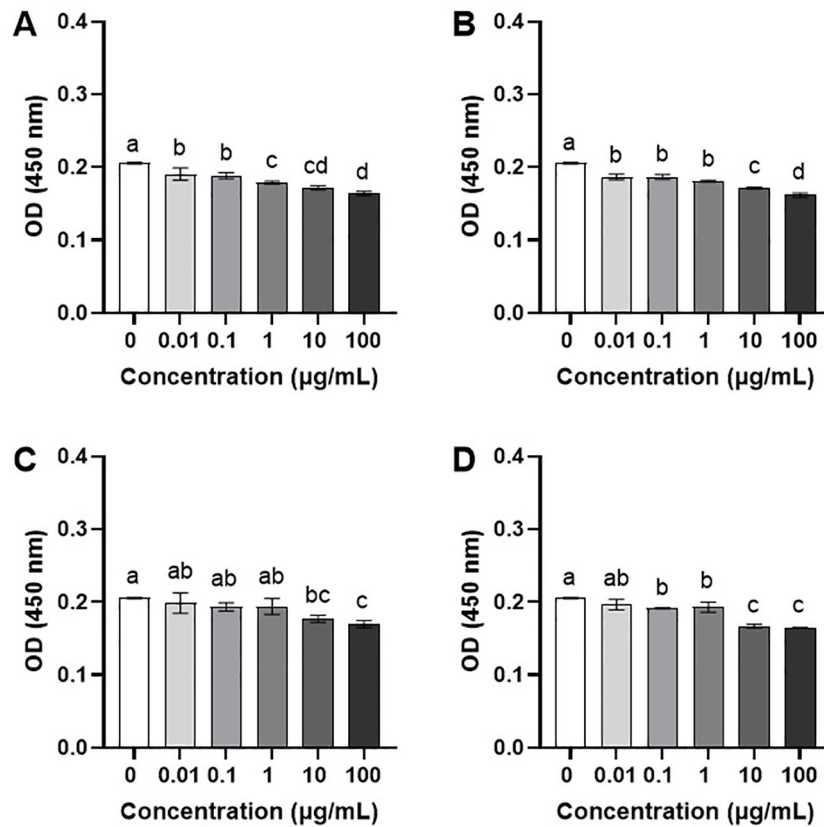 A
OD (450 nm)
0.4
0.3
0.2
0.1
0.0
a b b c cd d
0 0.01 0.1 1 10 100
Concentration (µg/mL)
B
OD (450 nm)
0.4
0.3
0.2
0.1
0.0
a b b b c d
0 0.01 0.1 1 10 100
Concentration (µg/mL)
C
OD (450 nm)
0.4
0.3
0.2
0.1
0.0
a ab ab ab bc c
0 0.01 0.1 1 10 100
Concentration (µg/mL)
D
OD (450 nm)
0.4
0.3
0.2
0.1
0.0
a ab b b c c
0 0.01 0.1 1 10 100
Concentration (µg/mL)